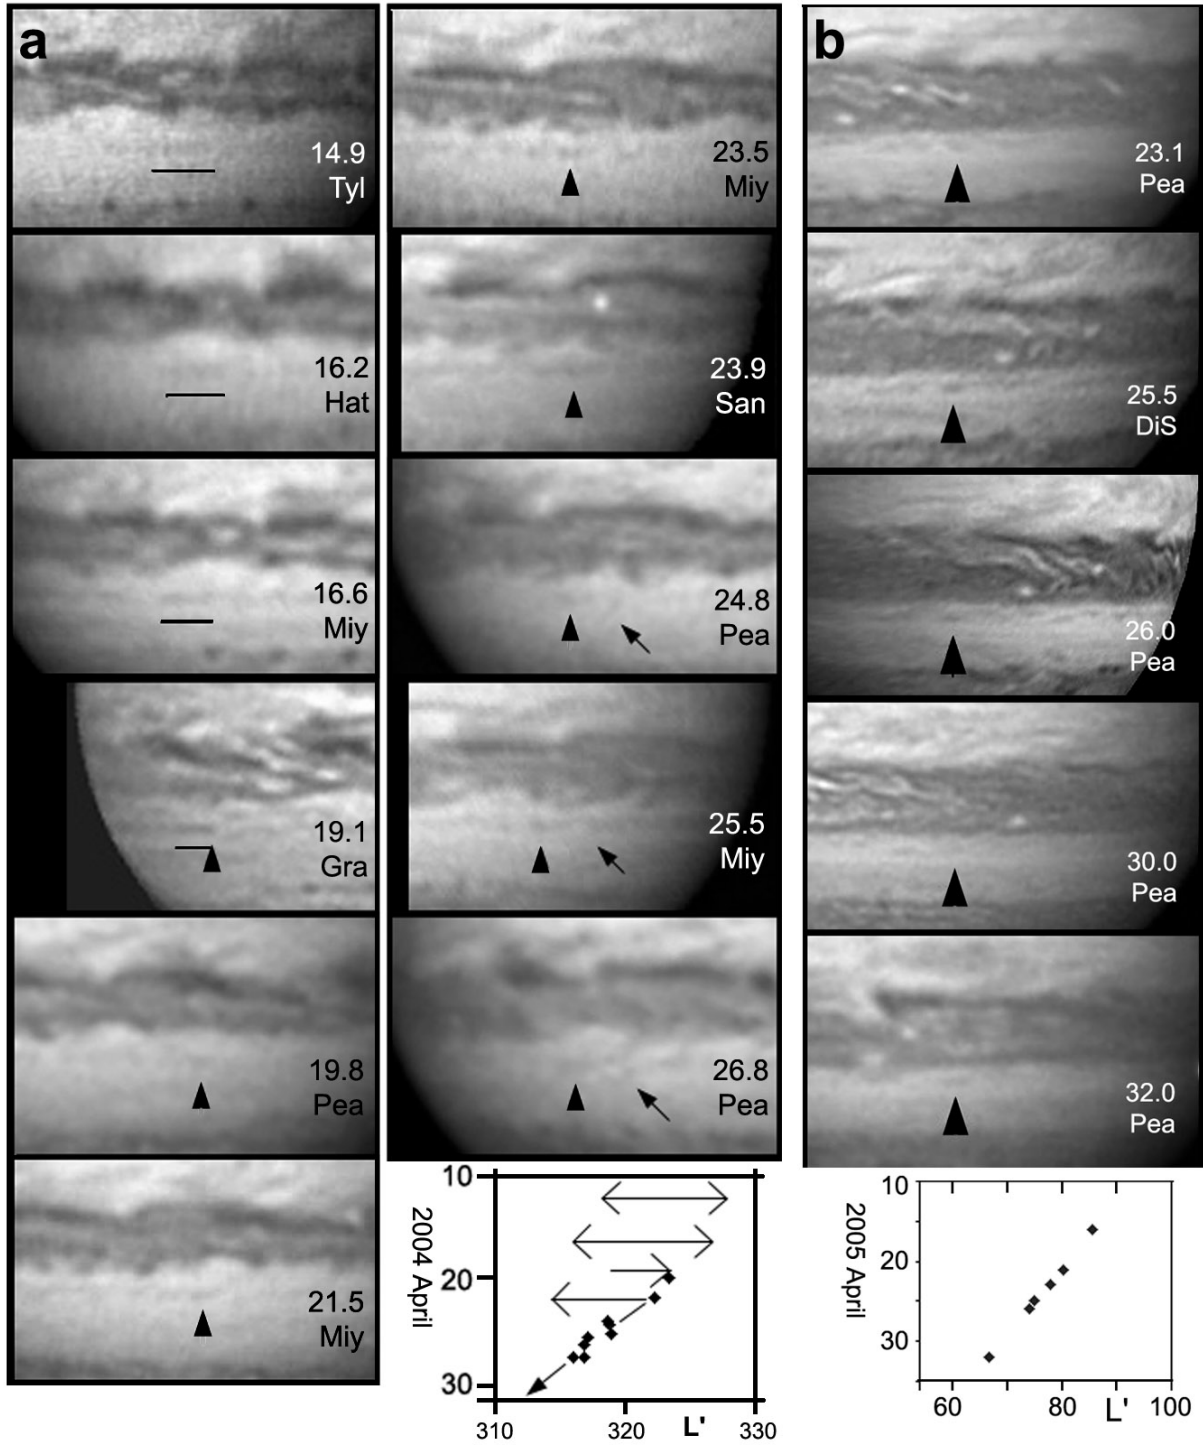 a
14.9
Tyl
16.2
Hat
16.6
Miy
19.1
Gra
19.8
Pea
21.5
Miy
23.5
Miy
23.9
San
24.8
Pea
25.5
Miy
26.8
Pea
10
20
30
2004 April
310
320
L'
330
b
23.1
Pea
25.5
DiS
26.0
Pea
30.0
Pea
32.0
Pea
10
20
30
2005 April
60
80
L'
100